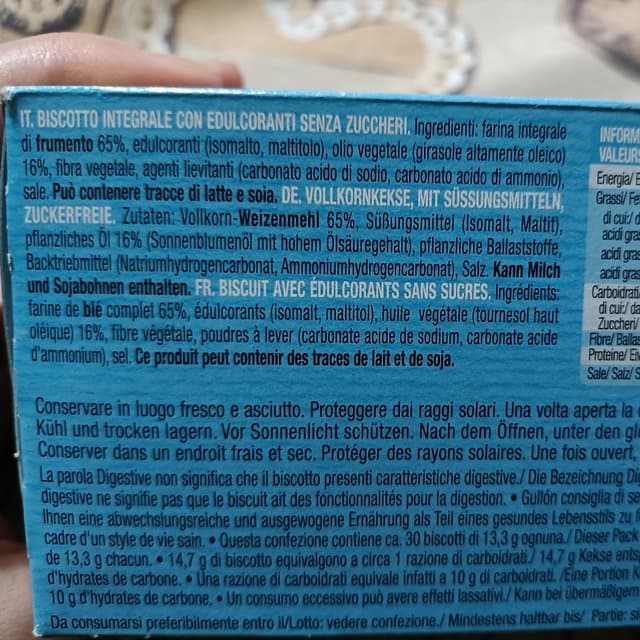 IT. BISCOTTO INTEGRALE CON EDULCORANTI SENZA ZUCCHERI. Ingredienti: farina integrale
di frumento 65%, edulcoranti (isomalto, maltitolo), olio vegetale (girasole altamente oleico)
16%, fibra vegetale, agenti lievitanti (carbonato acido di sodio, carbonato acido di ammonio),
sale. Può contenere tracce di latte e soia. DE. VOLLKORNKEKSE, MIT SÜSSUNGSMITTELN,
ZUCKERFREIE. Zutaten: Vollkorn-Weizenmehl 65%, Süßungsmittel (Isomalt, Maltit),
pflanzliches Öl 16% (Sonnenblumenöl mit hohem Ölsäuregehalt), pflanzliche Ballaststoffe,
Backtriebmittel (Natriumhydrogencarbonat, Ammoniumhydrogencarbonat), Salz. Kann Milch
und Sojabohnen enthalten. FR. BISCUIT AVEC ÉDULCORANTS SANS SUCRES. Ingrédients:
farine de blé complet 65%, édulcorants (isomalt, maltitol), huile végétale (tournesol haut
oléique) 16%, fibre végétale, poudres à lever (carbonate acide de sodium, carbonate acide
d'ammonium), sel. Ce produit peut contenir des traces de lait et de soja.
INFORM
VALEURS
Energia/ E
Grassi/ Fe
di cui:/ d
acidi gras
acidi gras
acidi gras
Carboidrati/
di cui:/ da
Zuccheri/
Fibre/ Ballas
Proteine/ Eiw
Sale/ Salz/ S
Conservare in luogo fresco e asciutto. Proteggere dai raggi solari. Una volta aperta la
Kühl und trocken lagern. Vor Sonnenlicht schützen. Nach dem Öffnen, unter den gle
Conserver dans un endroit frais et sec. Protéger des rayons solaires. Une fois ouvert,
La parola Digestive non significa che il biscotto presenti caratteristiche digestive./ Die Bezeichnung Di
digestive ne signifie pas que le biscuit ait des fonctionnalités pour la digestion. • Gullón consiglia di se
Ihnen eine abwechslungsreiche und ausgewogene Ernährung als Teil eines gesundes Lebensstils zu f
cadre d'un style de vie sain. • Questa confezione contiene ca. 30 biscotti di 13,3 g ognuna./ Dieser Pack
de 13,3 g chacun. • 14,7 g di biscotto equivalgono a circa 1 razione di carboidrati./ 14,7 g Kekse ents
d'hydrates de carbone. • Una razione di carboidrati equivale infatti a 10 g di carboidrati. /Eine Portion K
10 g d'hydrates de carbone. • Un consumo eccessivo può avere effetti lassativi./ Kann bei übermäßigem
Da consumarsi preferibilmente entro il/Lotto: vedere confezione./ Mindestens haltbar bis/ Partie: si